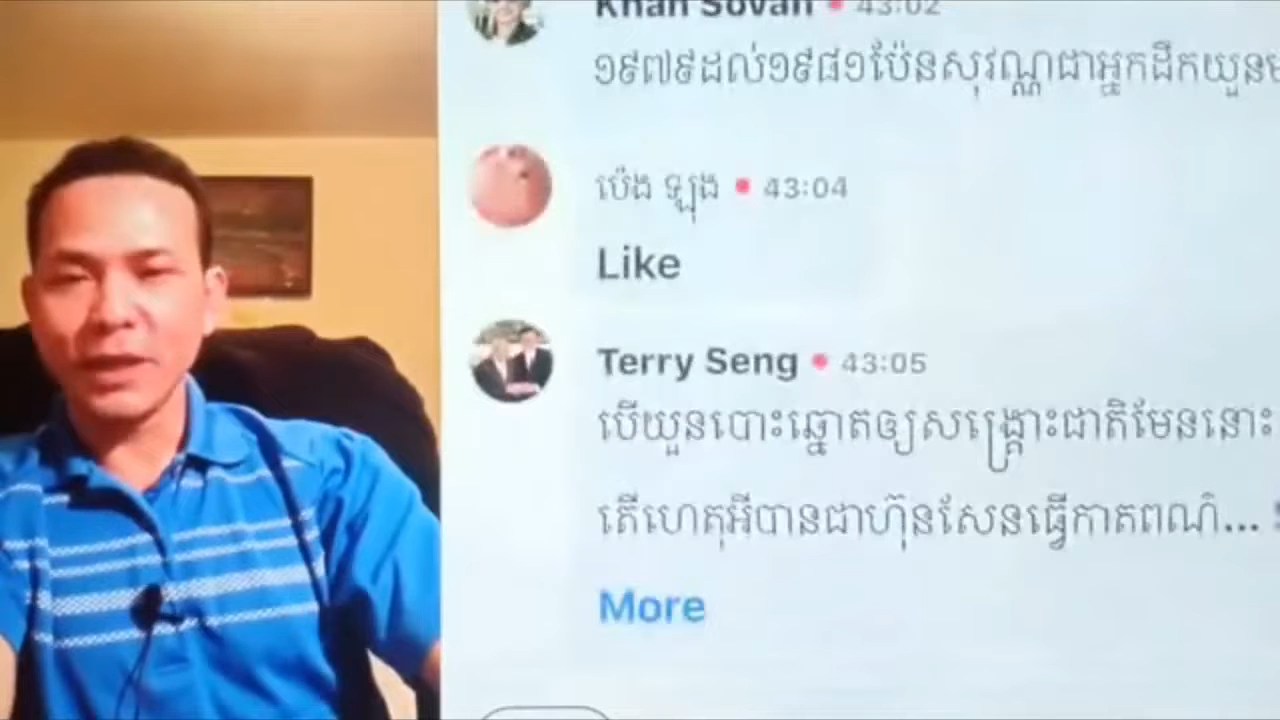 Khan Sovan • 43:02
១៩៧៩ដល់១៩៨១ប៉ែនសុវណ្ណជាអ្នកដឹកយួនម
ប៉េង ឡុង • 43:04
Like
Terry Seng • 43:05
បើយួនបោះឆ្នោតឲ្យសង្គ្រោះជាតិមែននោះ
តើហេតុអីបានជាហ៊ុនសែនធ្វើកាតពណ៌...
More